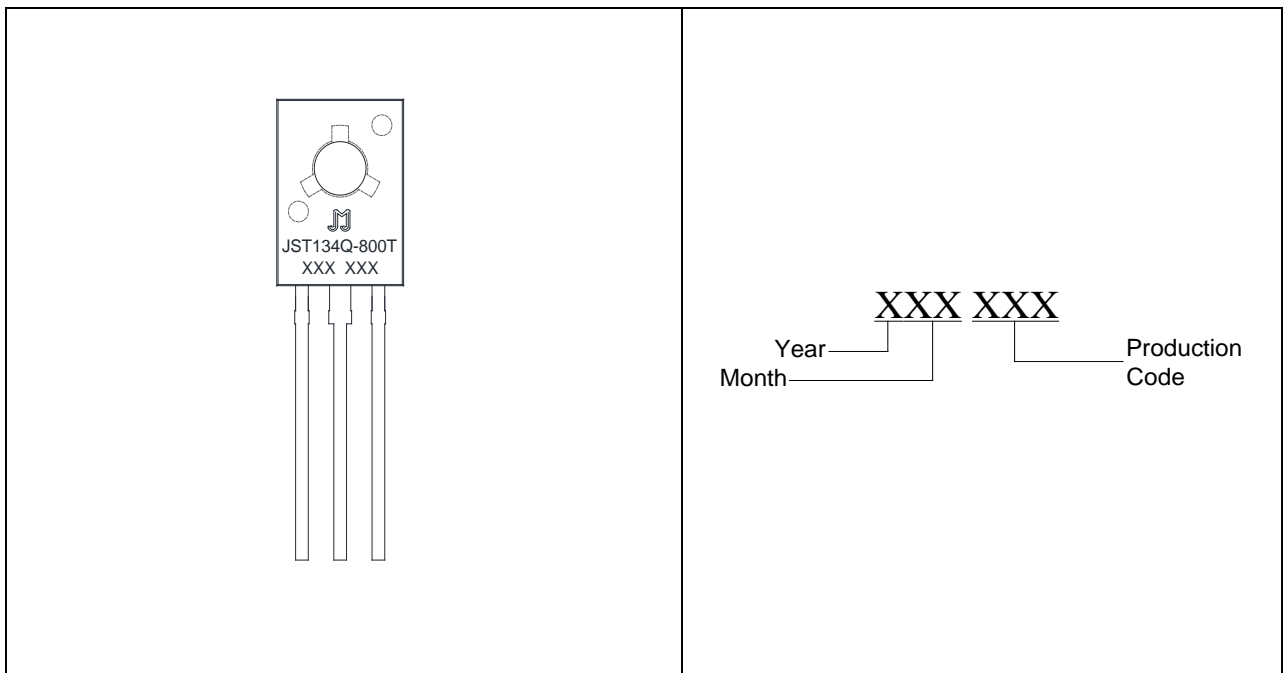 JST134Q-800T
XXX XXX
XXX XXX
Year
Month
Production
Code